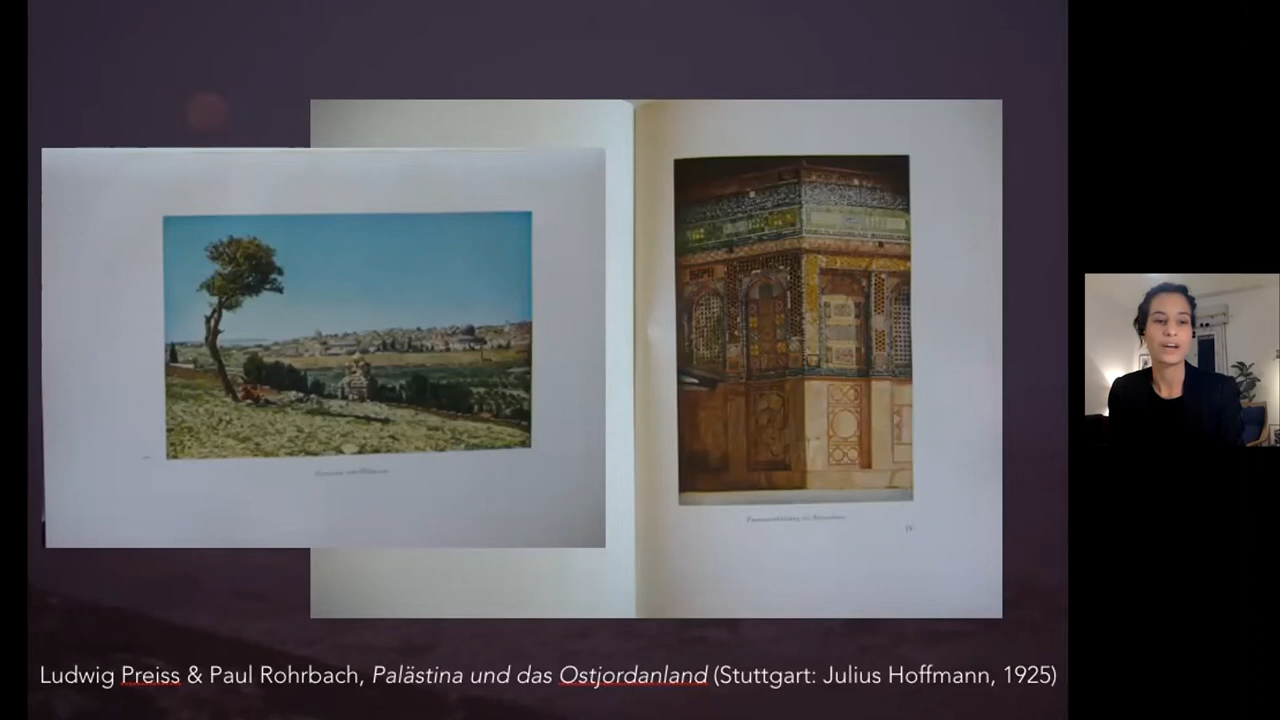 Ludwig Preiss & Paul Rohrbach, Palästina und das Ostjordanland (Stuttgart: Julius Hoffmann, 1925)